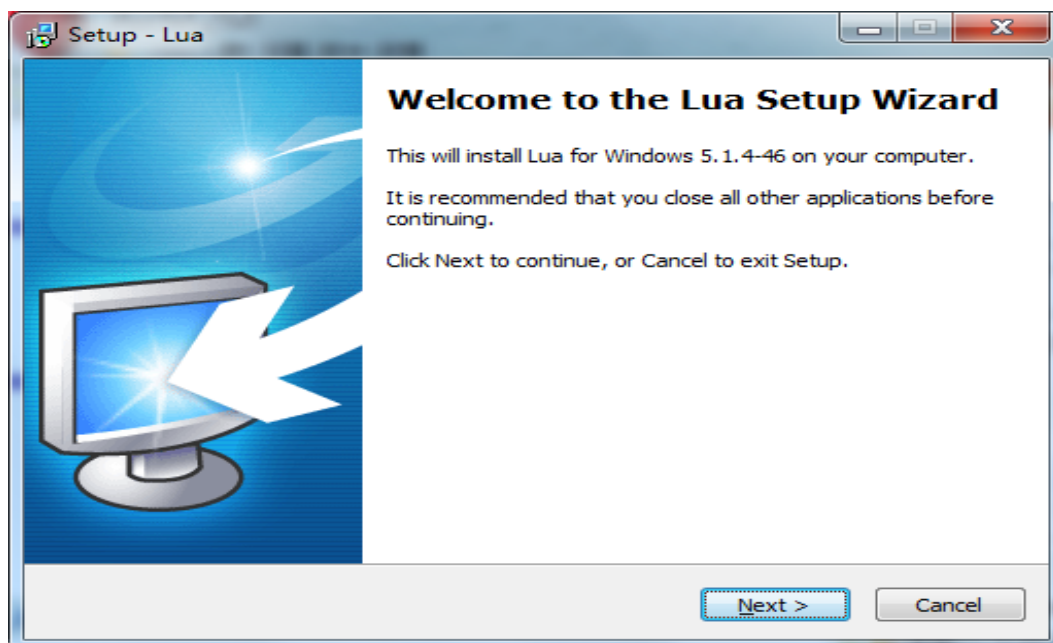 Setup - Lua
Welcome to the Lua Setup Wizard
This will install Lua for Windows 5.1.4-46 on your computer.
It is recommended that you close all other applications before
continuing.
Click Next to continue, or Cancel to exit Setup.
Next >
Cancel